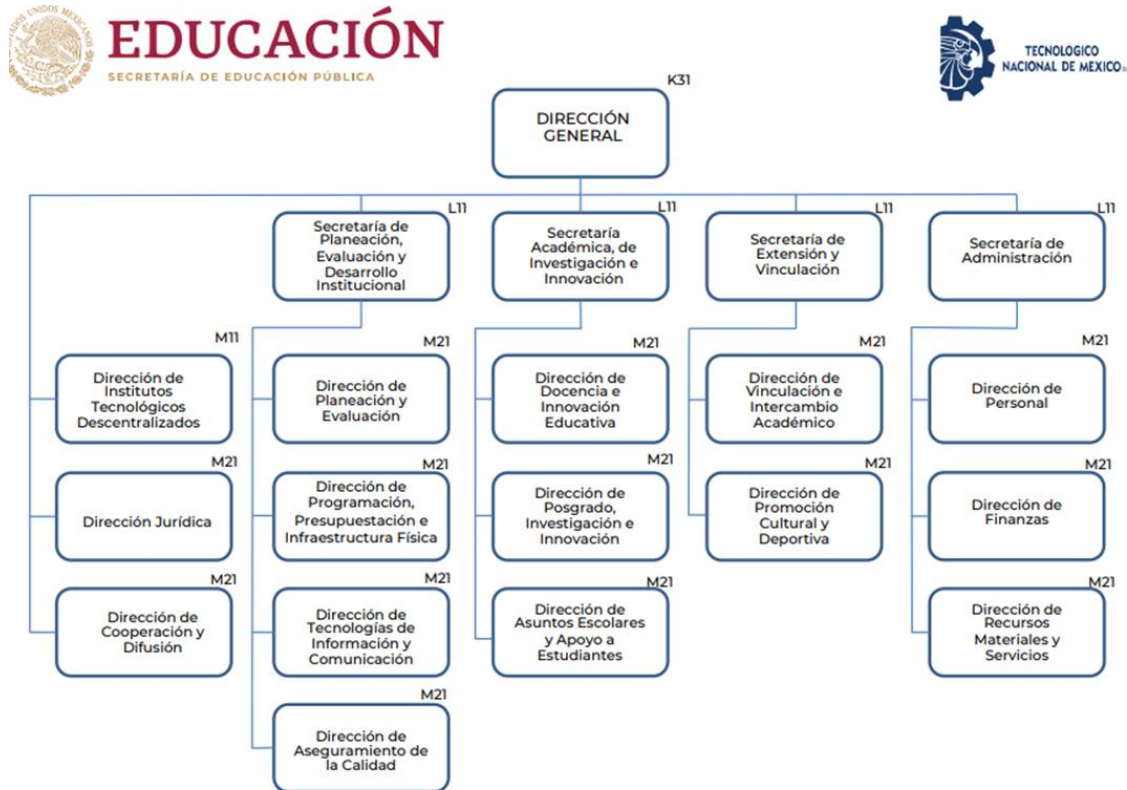 ESTADOS UNIDOS MEXICANOS
EDUCACIÓN
SECRETARÍA DE EDUCACIÓN PÚBLICA
TECNOLÓGICO
NACIONAL DE MÉXICO®
K31
DIRECCIÓN
GENERAL
L11
Secretaría de
Planeación,
Evaluación y
Desarrollo
Institucional
L11
Secretaría
Académica, de
Investigación e
Innovación
L11
Secretaría de
Extensión y
Vinculación
L11
Secretaría de
Administración
M11
Dirección de
Institutos
Tecnológicos
Descentralizados
M21
Dirección de
Planeación y
Evaluación
M21
Dirección de
Docencia e
Innovación
Educativa
M21
Dirección de
Vinculación e
Intercambio
Académico
M21
Dirección de
Personal
M21
Dirección Jurídica
M21
Dirección de
Programación,
Presupuestación e
Infraestructura Física
M21
Dirección de
Posgrado,
Investigación e
Innovación
M21
Dirección de
Promoción
Cultural y
Deportiva
M21
Dirección de
Finanzas
M21
Dirección de
Cooperación y
Difusión
M21
Dirección de
Tecnologías de
Información y
Comunicación
M21
Dirección de
Asuntos Escolares
y Apoyo a
Estudiantes
M21
Dirección de
Recursos
Materiales y
Servicios
M21
Dirección de
Aseguramiento de
la Calidad